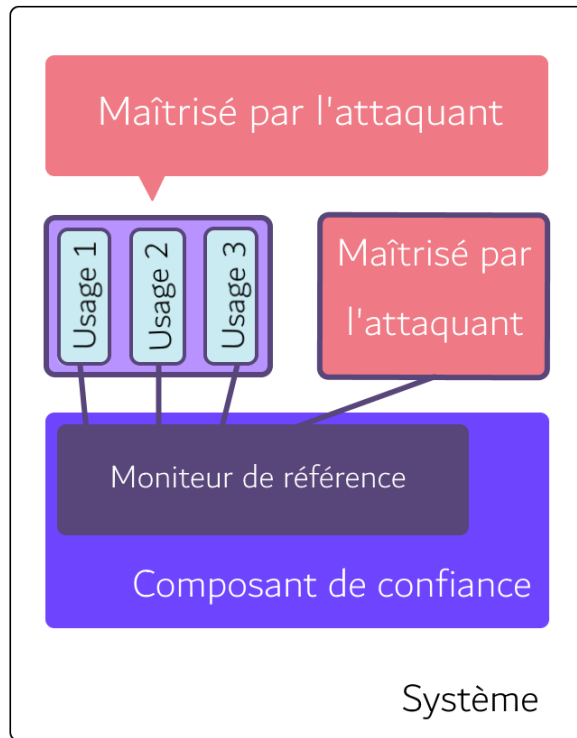 Maîtrisé par l'attaquant
Usage 1
Usage 2
Usage 3
Maîtrisé par
l'attaquant
Moniteur de référence
Composant de confiance
Système